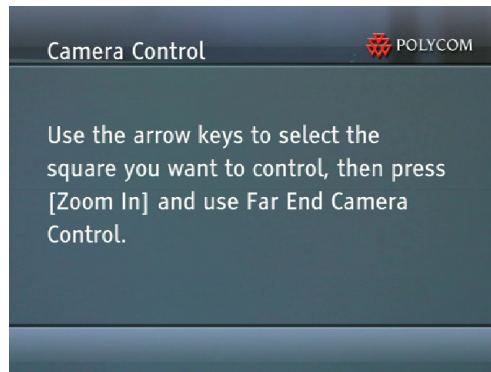 Camera Control
POLYCOM
Use the arrow keys to select the
square you want to control, then press
[Zoom In] and use Far End Camera
Control.